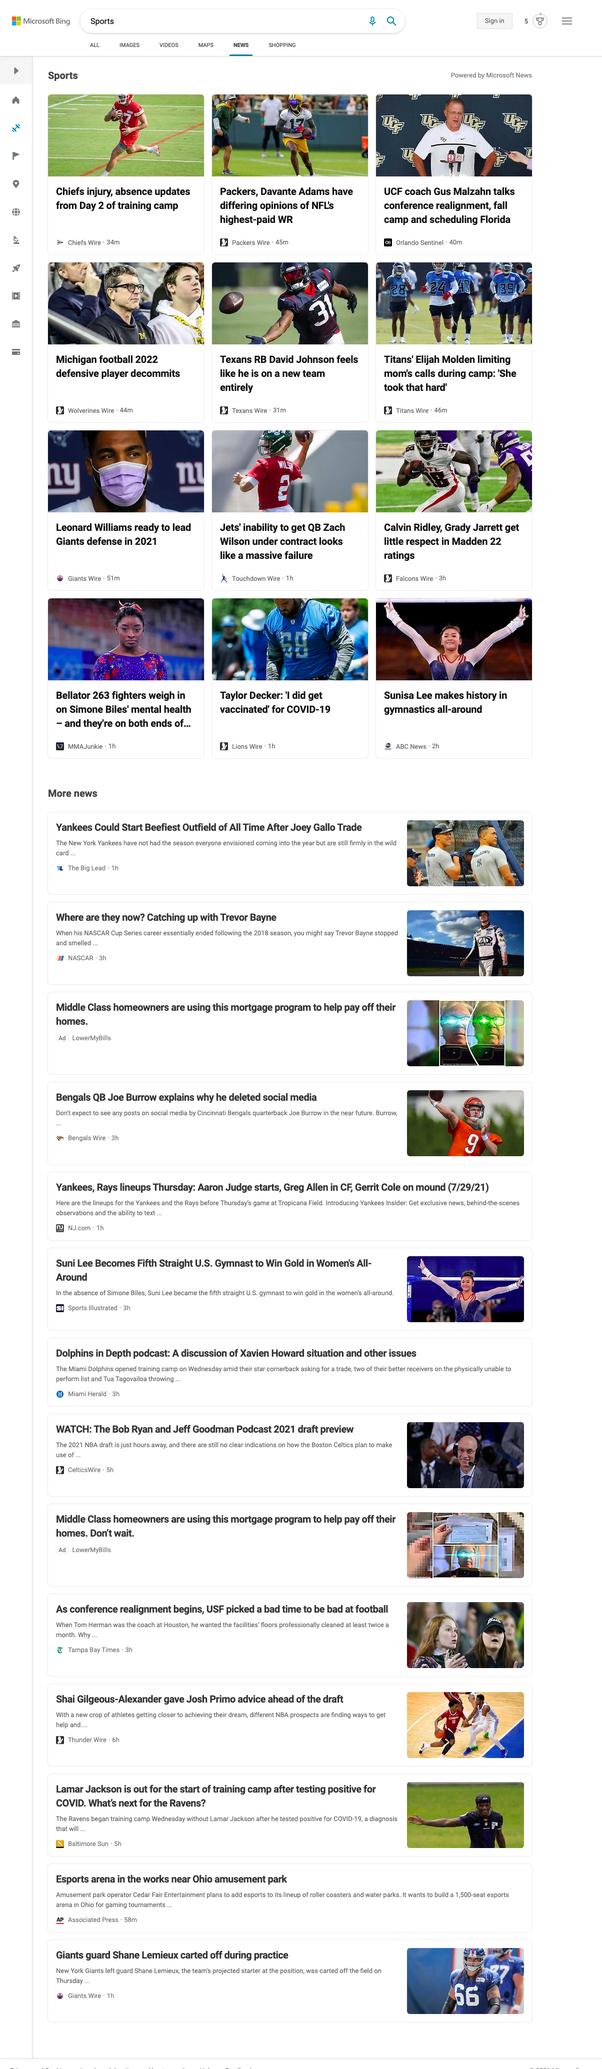 Microsoft Bing
Sports
Sign in
5
ALL IMAGES VIDEOS MAPS NEWS SHOPPING
Sports
Powered by Microsoft News
Chiefs injury, absence updates
from Day 2 of training camp
Chiefs Wire · 34m
Packers, Davante Adams have
differing opinions of NFL's
highest-paid WR
Packers Wire · 45m
UCF coach Gus Malzahn talks
conference realignment, fall
camp and scheduling Florida
Orlando Sentinel · 40m
Michigan football 2022
defensive player decommits
Wolverines Wire · 44m
Texans RB David Johnson feels
like he is on a new team
entirely
Texans Wire · 31m
Titans' Elijah Molden limiting
mom's calls during camp: 'She
took that hard'
Titans Wire · 46m
Leonard Williams ready to lead
Giants defense in 2021
Giants Wire · 51m
Jets' inability to get QB Zach
Wilson under contract looks
like a massive failure
Touchdown Wire · 1h
Calvin Ridley, Grady Jarrett get
little respect in Madden 22
ratings
Falcons Wire · 3h
Bellator 263 fighters weigh in
on Simone Biles' mental health
– and they're on both ends of...
MMAJunkie · 1h
Taylor Decker: 'I did get
vaccinated' for COVID-19
Lions Wire · 1h
Sunisa Lee makes history in
gymnastics all-around
ABC News · 2h
More news
Yankees Could Start Beefiest Outfield of All Time After Joey Gallo Trade
The New York Yankees have not had the season everyone envisioned coming into the year but are still firmly in the wild
card ...
The Big Lead · 1h
Where are they now? Catching up with Trevor Bayne
When his NASCAR Cup Series career essentially ended following the 2018 season, you might say Trevor Bayne stopped
and smelled ...
NASCAR · 3h
Middle Class homeowners are using this mortgage program to help pay off their
homes.
Ad LowerMyBills
Bengals QB Joe Burrow explains why he deleted social media
Don't expect to see any posts on social media by Cincinnati Bengals quarterback Joe Burrow in the near future. Burrow,
...
Bengals Wire · 3h
Yankees, Rays lineups Thursday: Aaron Judge starts, Greg Allen in CF, Gerrit Cole on mound (7/29/21)
Here are the lineups for the Yankees and the Rays before Thursday's game at Tropicana Field. Introducing Yankees Insider: Get exclusive news, behind-the-scenes
observations and the ability to text ...
NJ.com · 1h
Suni Lee Becomes Fifth Straight U.S. Gymnast to Win Gold in Women's All-
Around
In the absence of Simone Biles, Suni Lee became the fifth straight U.S. gymnast to win gold in the women's all-around.
Sports Illustrated · 3h
Dolphins in Depth podcast: A discussion of Xavien Howard situation and other issues
The Miami Dolphins opened training camp on Wednesday amid their star cornerback asking for a trade, two of their better receivers on the physically unable to
perform list and Tua Tagovailoa throwing ...
Miami Herald · 3h
WATCH: The Bob Ryan and Jeff Goodman Podcast 2021 draft preview
The 2021 NBA draft is just hours away, and there are still no clear indications on how the Boston Celtics plan to make
use of ...
CelticsWire · 5h
Middle Class homeowners are using this mortgage program to help pay off their
homes. Don't wait.
Ad LowerMyBills
As conference realignment begins, USF picked a bad time to be bad at football
When Tom Herman was the coach at Houston, he wanted the facilities' floors professionally cleaned at least twice a
month. Why ...
Tampa Bay Times · 3h
Shai Gilgeous-Alexander gave Josh Primo advice ahead of the draft
With a new crop of athletes getting closer to achieving their dream, different NBA prospects are finding ways to get
help and ...
Thunder Wire · 6h
Lamar Jackson is out for the start of training camp after testing positive for
COVID. What's next for the Ravens?
The Ravens began training camp Wednesday without Lamar Jackson after he tested positive for COVID-19, a diagnosis
that will ...
Baltimore Sun · 5h
Esports arena in the works near Ohio amusement park
Amusement park operator Cedar Fair Entertainment plans to add esports to its lineup of roller coasters and water parks. It wants to build a 1,500-seat esports
arena in Ohio for gaming tournaments ...
AP Associated Press · 58m
Giants guard Shane Lemieux carted off during practice
New York Giants left guard Shane Lemieux, the team's projected starter at the position, was carted off the field on
Thursday ...
Giants Wire · 1h